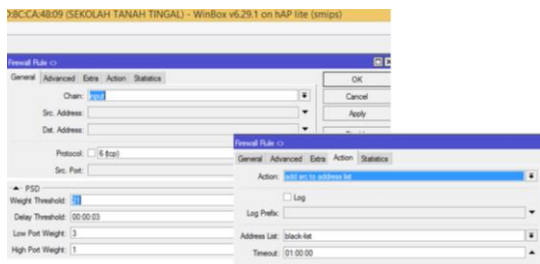 D:8C:CA:48:09 (SEKOLAH TANAH TINGAL) - WinBox v6.29.1 on hAP lite (smips)
Firewall Rule <>
General Advanced Extra Action Statistics
Chain: input
Src. Address:
Dst. Address:
Protocol: 6 (tcp)
Src. Port:
OK
Cancel
Apply
PSD
Weight Threshold: 21
Delay Threshold: 00:00:03
Low Port Weight: 3
High Port Weight: 1
Firewall Rule <>
General Advanced Extra Action Statistics
Action: add src to address list
Log
Log Prefix:
Address List: black-list
Timeout: 01:00:00